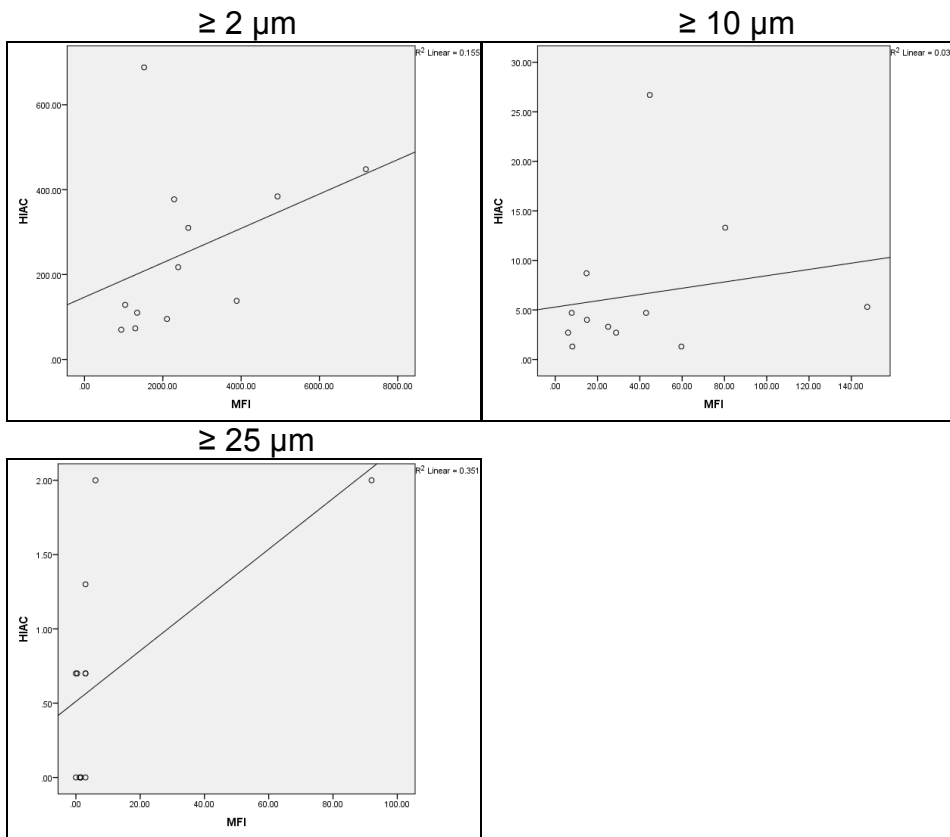 ≥ 2 µm
R² Linear = 0.155
600.00
400.00
200.00
.00
HIAC
.00 2000.00 4000.00 6000.00 8000.00
MFI
≥ 10 µm
R² Linear = 0.03
30.00
25.00
20.00
15.00
10.00
5.00
.00
HIAC
.00 20.00 40.00 60.00 80.00 100.00 120.00 140.00
MFI
≥ 25 µm
R² Linear = 0.351
2.00
1.50
1.00
.50
.00
HIAC
.00 20.00 40.00 60.00 80.00 100.00
MFI